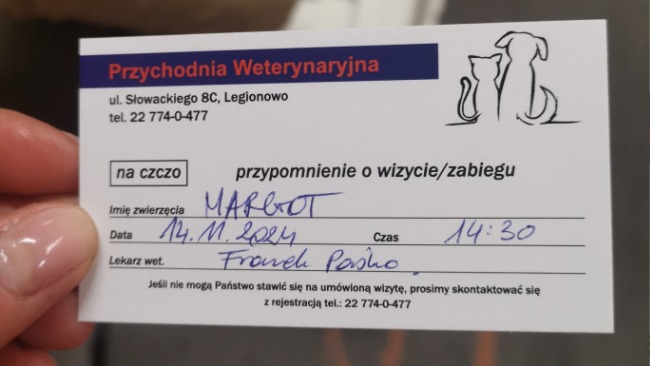 Przychodnia Weterynaryjna
ul. Słowackiego 8C, Legionowo
tel. 22 774-0-477
na czczo przypomnienie o wizycie/zabiegu
Imię zwierzęcia MARGOT
Data 14.11.2024 Czas 14:30
Lekarz wet. Franek
Jeśli nie mogą Państwo stawić się na umówioną wizytę, prosimy skontaktować się
z rejestracją tel.: 22 774-0-477